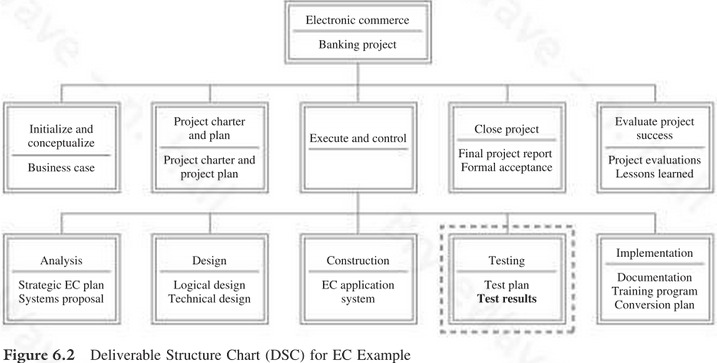 Electronic commerce
Banking project
Initialize and
conceptualize
Business case
Project charter
and plan
Project charter and
project plan
Execute and control
Close project
Final project report
Formal acceptance
Evaluate project
success
Project evaluations
Lessons learned
Analysis
Strategic EC plan
Systems proposal
Design
Logical design
Technical design
Construction
EC application
system
Testing
Test plan
Test results
Implementation
Documentation
Training program
Conversion plan
Figure 6.2 Deliverable Structure Chart (DSC) for EC Example